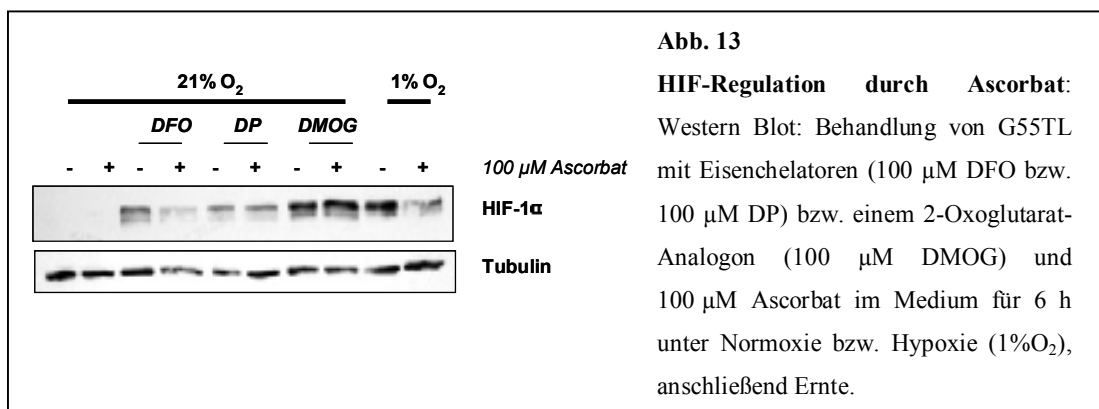 21% O₂ 1% O₂
DFO DP DMOG
- + - + - + - + - + 100 µM Ascorbat
HIF-1α
Tubulin
Abb. 13
HIF-Regulation durch Ascorbat:
Western Blot: Behandlung von G55TL
mit Eisenchelatoren (100 µM DFO bzw.
100 µM DP) bzw. einem 2-Oxoglutarat-
Analogon (100 µM DMOG) und
100 µM Ascorbat im Medium für 6 h
unter Normoxie bzw. Hypoxie (1%O₂),
anschließend Ernte.